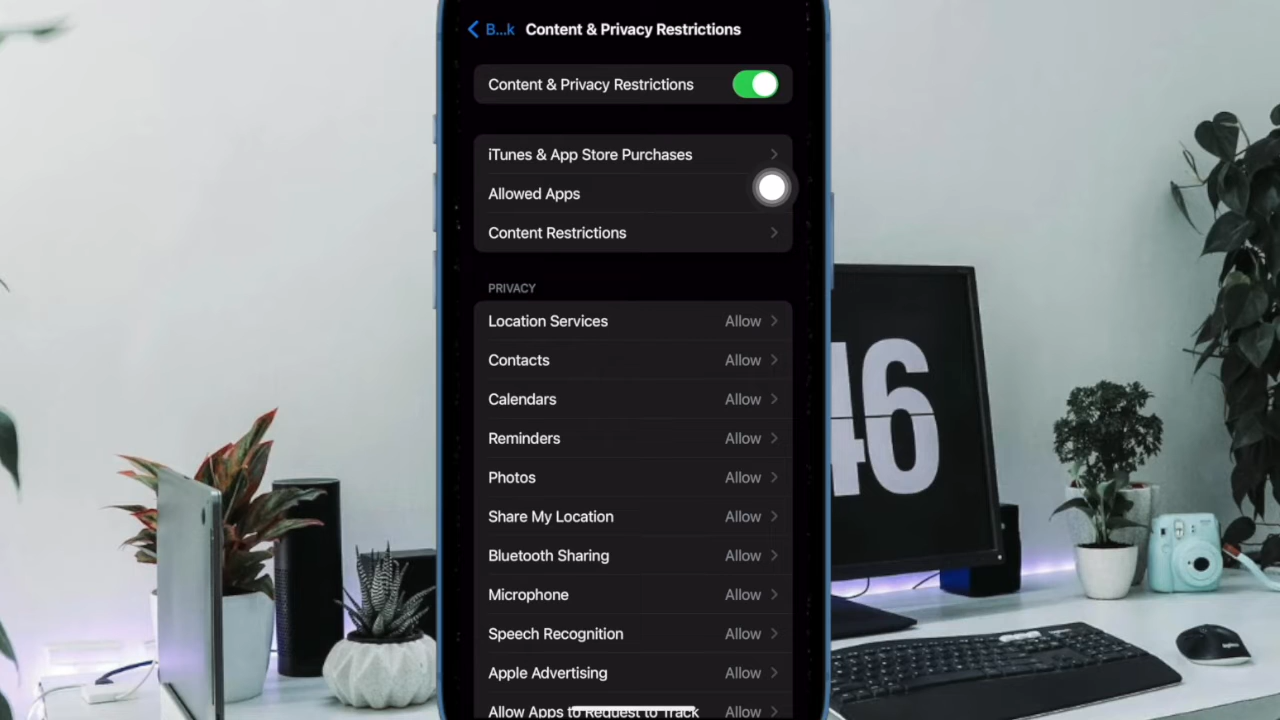 B...k Content & Privacy Restrictions
Content & Privacy Restrictions
iTunes & App Store Purchases
Allowed Apps
Content Restrictions
PRIVACY
Location Services Allow
Contacts Allow
Calendars Allow
Reminders Allow
Photos Allow
Share My Location Allow
Bluetooth Sharing Allow
Microphone Allow
Speech Recognition Allow
Apple Advertising Allow
Allow Apps to Request to Track Allow
46